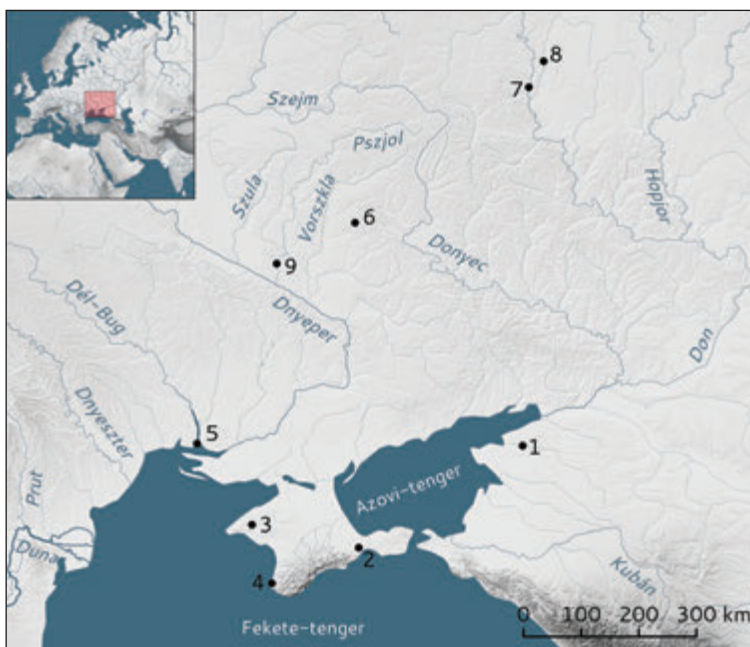 8
7
Szejm
Pszjol
Szula
Vorszkla
6
Hopjor
9
Donyec
Dél-Bug
Dnyeper
Don
Dnyeszter
5
1
Azovi-tenger
Prut
3
2
Duna
4
Kubán
0 100 200 300 km
Fekete-tenger